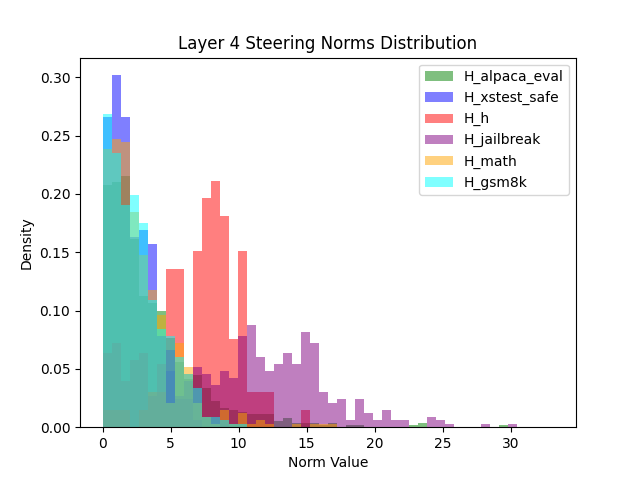 Layer 4 Steering Norms Distribution
0.30
0.25
0.20
0.15
0.10
0.05
0.00
Density
H_alpaca_eval
H_xstest_safe
H_h
H_jailbreak
H_math
H_gsm8k
0 5 10 15 20 25 30
Norm Value